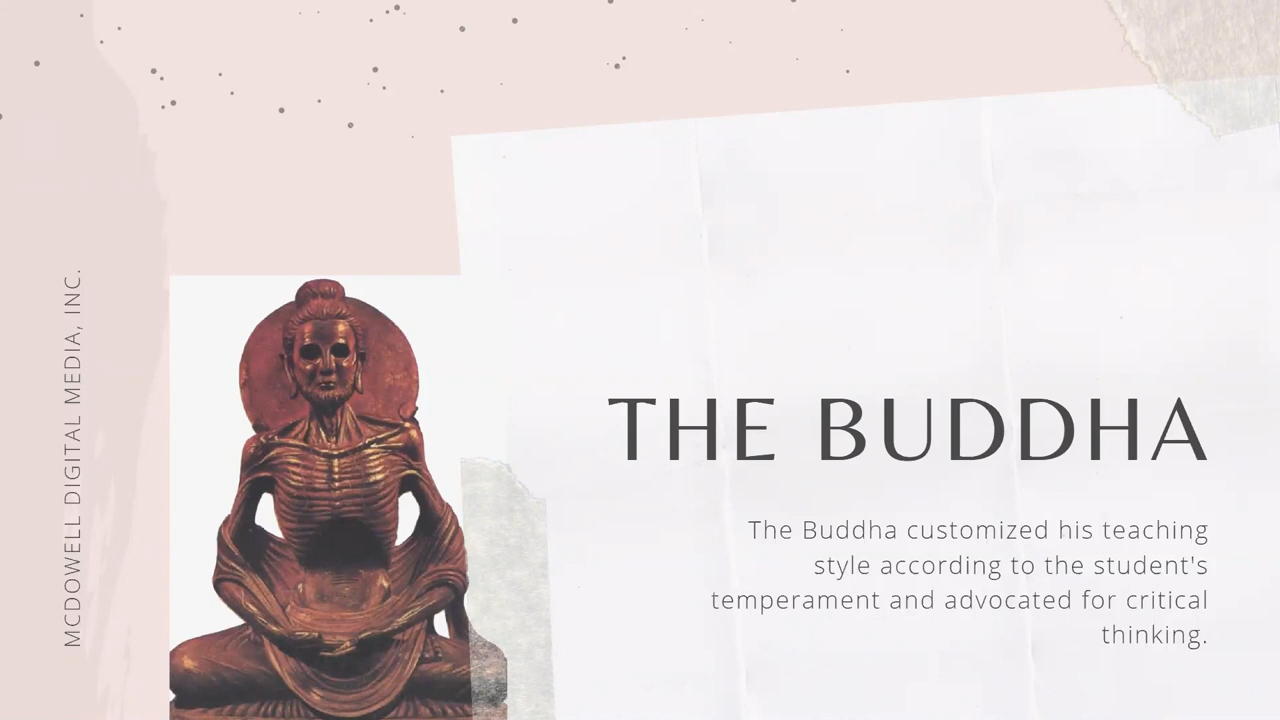 MCDOWELL DIGITAL MEDIA, INC.
THE BUDDHA
The Buddha customized his teaching
style according to the student's
temperament and advocated for critical
thinking.